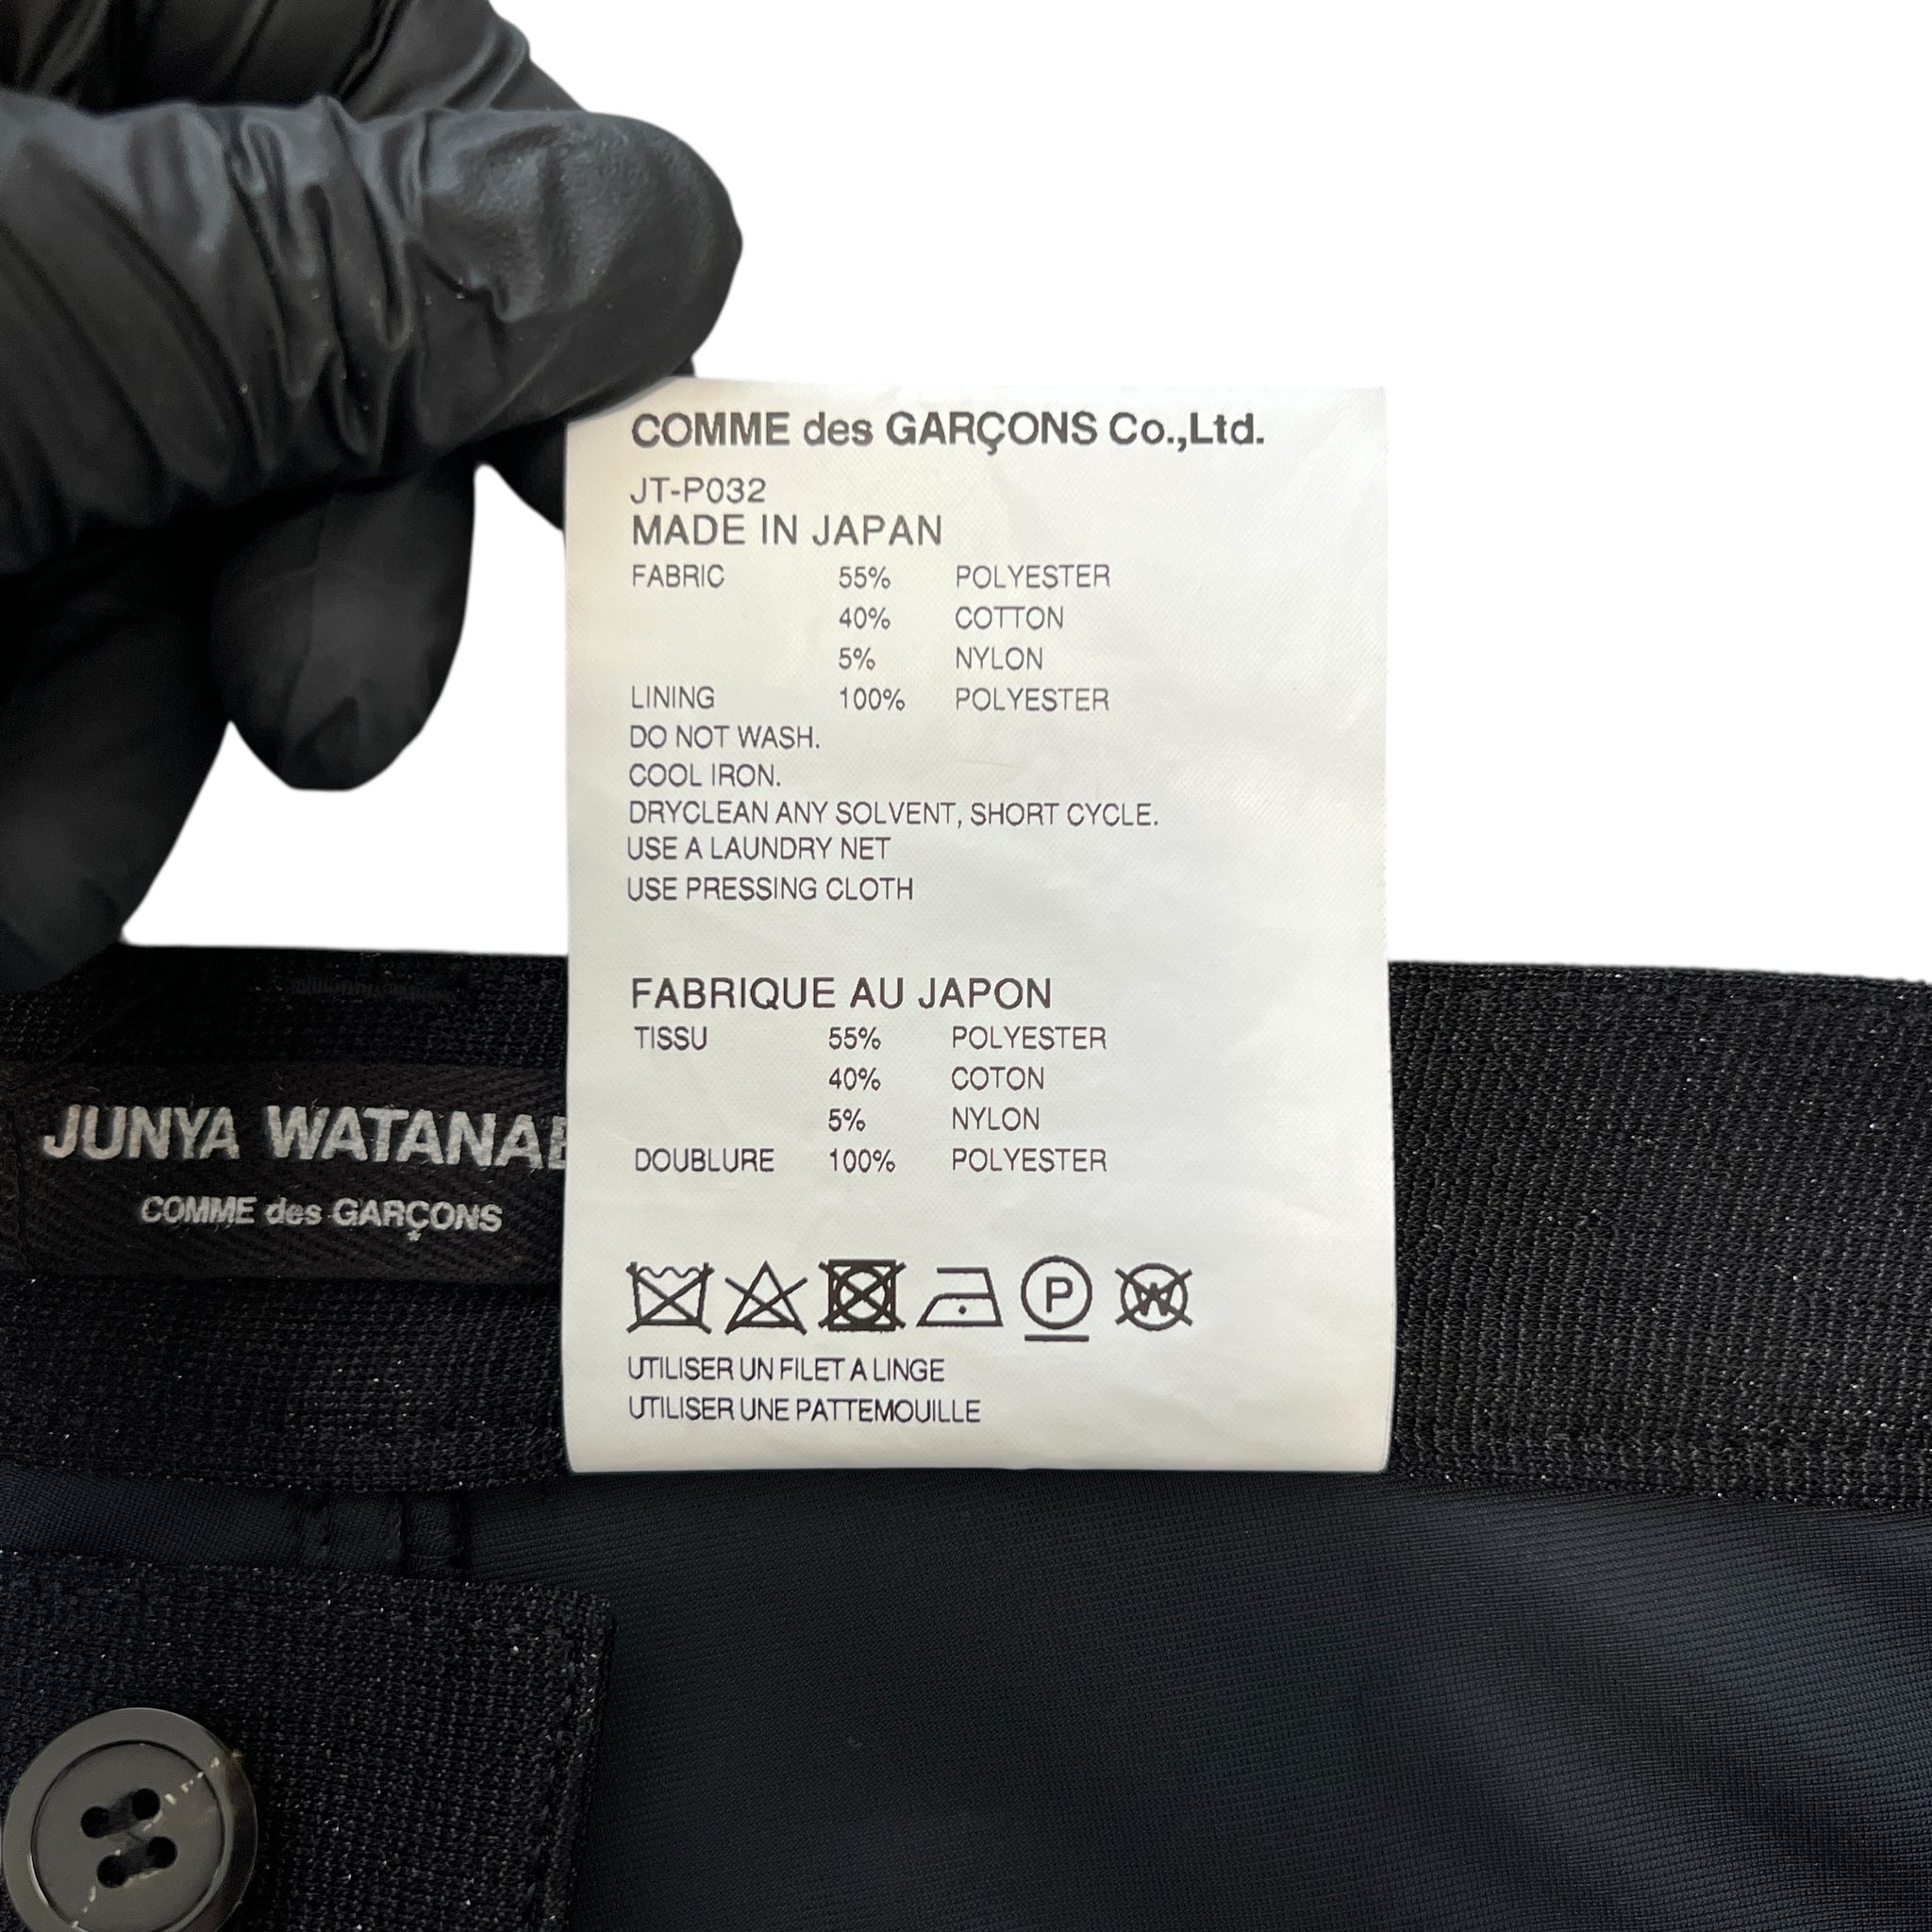 COMME des GARÇONS Co.,Ltd.
JT-P032
MADE IN JAPAN
FABRIC 55% POLYESTER
40% COTTON
5% NYLON
LINING 100% POLYESTER
DO NOT WASH.
COOL IRON.
DRYCLEAN ANY SOLVENT, SHORT CYCLE.
USE A LAUNDRY NET
USE PRESSING CLOTH
FABRIQUE AU JAPON
TISSU 55% POLYESTER
40% COTON
5% NYLON
DOUBLURE 100% POLYESTER
P W
UTILISER UN FILET A LINGE
UTILISER UNE PATTEMOUILLE
JUNYA WATANAB
COMME des GARÇONS